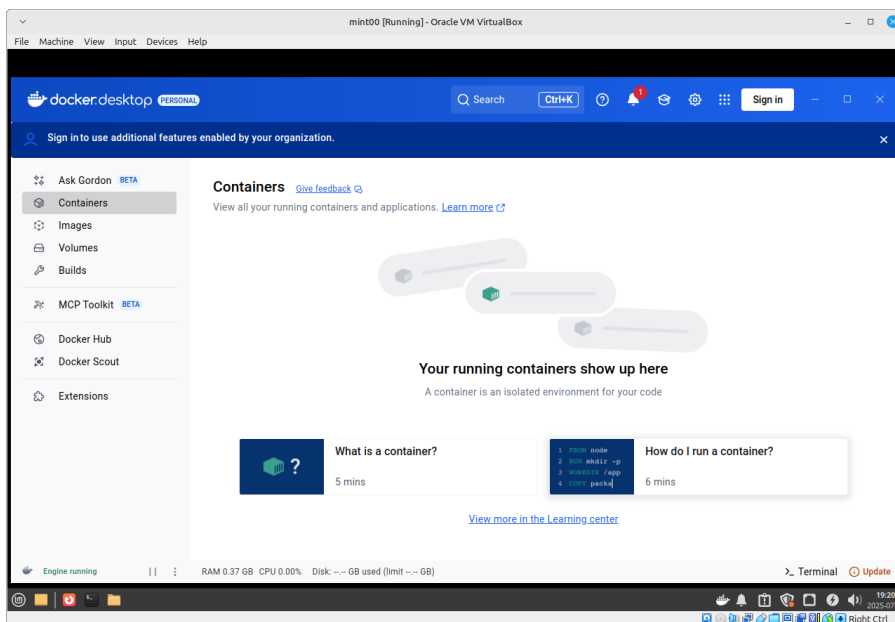 mint00 [Running] - Oracle VM VirtualBox
File Machine View Input Devices Help
docker.desktop PERSONAL
Search Ctrl+K
1
Sign in
Sign in to use additional features enabled by your organization.
Ask Gordon BETA
Containers
Images
Volumes
Builds
MCP Toolkit BETA
Docker Hub
Docker Scout
Extensions
Containers Give feedback
View all your running containers and applications. Learn more
Your running containers show up here
A container is an isolated environment for your code
?
What is a container?
5 mins
1 FROM node
2 RUN mkdir -p
3 WORKDIR /app
4 COPY packa
How do I run a container?
6 mins
View more in the Learning center
Engine running
RAM 0.37 GB CPU 0.00% Disk: --.-- GB used (limit --.-- GB)
>_ Terminal
Update
19:20
2025-07
Right Ctrl